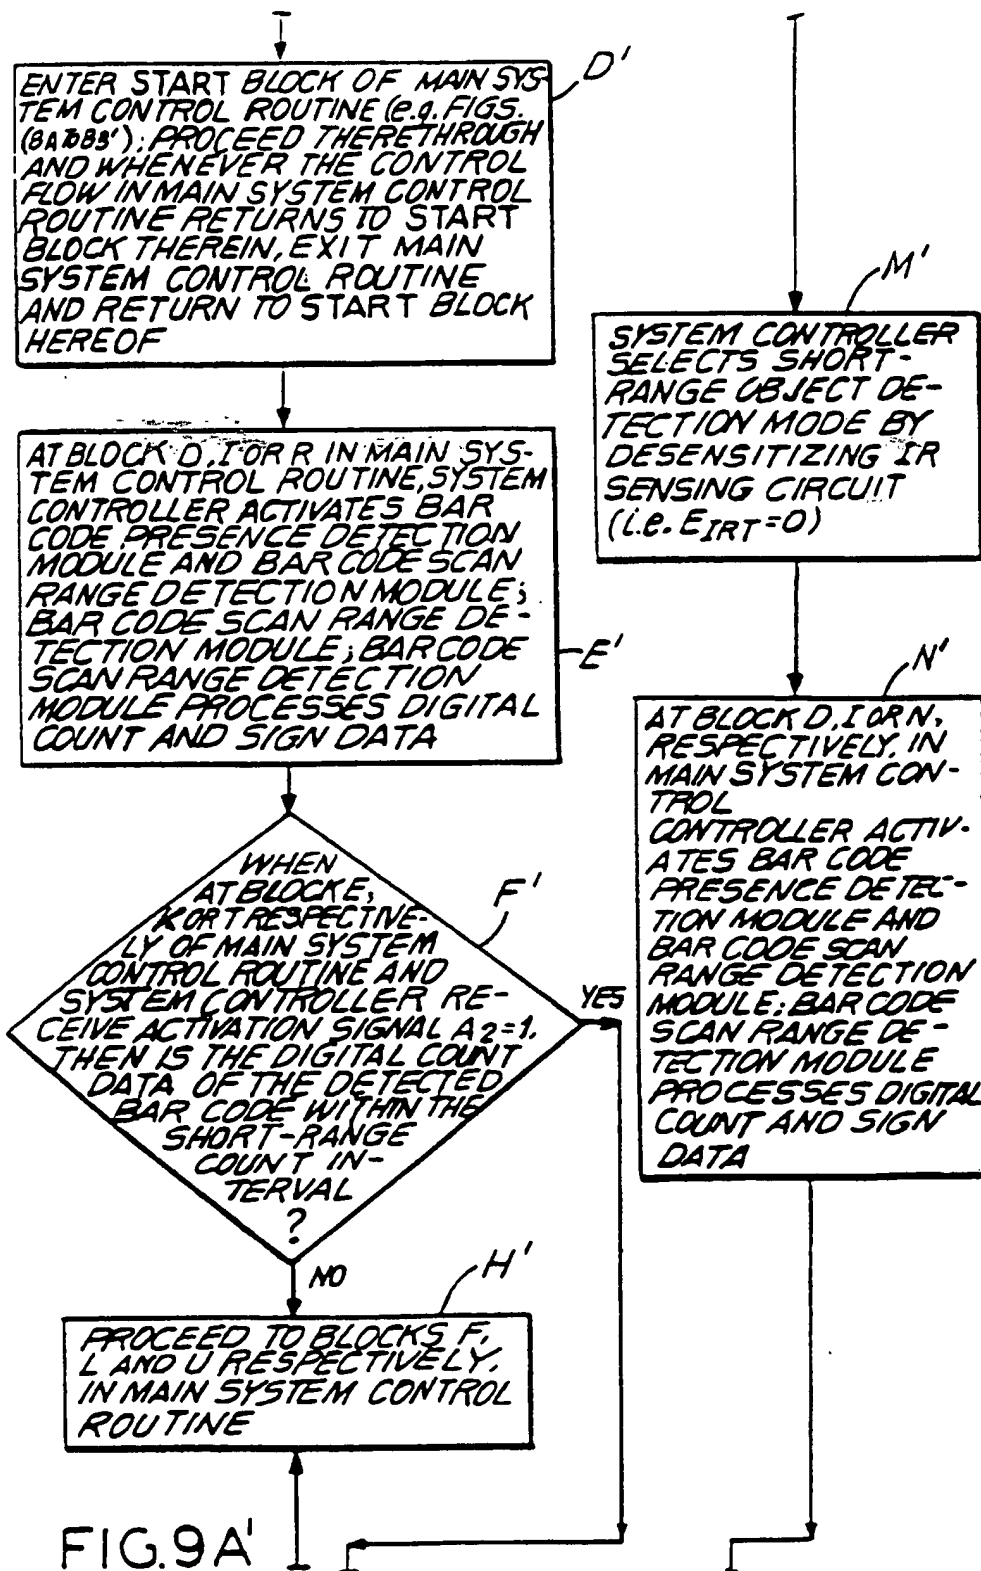 D'
ENTER START BLOCK OF MAIN SYS-
TEM CONTROL ROUTINE (e.g. FIGS.
(8A TO 8B'); PROCEED THERETHROUGH
AND WHENEVER THE CONTROL
FLOW IN MAIN SYSTEM CONTROL
ROUTINE RETURNS TO START
BLOCK THEREIN, EXIT MAIN
SYSTEM CONTROL ROUTINE
AND RETURN TO START BLOCK
HEREOF
AT BLOCK D, I OR R IN MAIN SYS-
TEM CONTROL ROUTINE, SYSTEM
CONTROLLER ACTIVATES BAR
CODE PRESENCE DETECTION
MODULE AND BAR CODE SCAN
RANGE DETECTION MODULE;
BAR CODE SCAN RANGE DE-
TECTION MODULE; BAR CODE
SCAN RANGE DETECTION
MODULE PROCESSES DIGITAL
COUNT AND SIGN DATA
E'
WHEN
AT BLOCK E,
K OR T RESPECTIVE-
LY OF MAIN SYSTEM
CONTROL ROUTINE AND
SYSTEM CONTROLLER RE-
CEIVE ACTIVATION SIGNAL A2=1.
THEN IS THE DIGITAL COUNT
DATA OF THE DETECTED
BAR CODE WITHIN THE
SHORT-RANGE
COUNT IN-
TERVAL
?
F'
YES
NO
H'
PROCEED TO BLOCKS F,
L AND U RESPECTIVELY,
IN MAIN SYSTEM CONTROL
ROUTINE
M'
SYSTEM CONTROLLER
SELECTS SHORT-
RANGE OBJECT DE-
TECTION MODE BY
DESENSITIZING IR
SENSING CIRCUIT
(i.e. EIRT=0)
N'
AT BLOCK D, I OR N,
RESPECTIVELY, IN
MAIN SYSTEM CON-
TROL
CONTROLLER ACTIV-
ATES BAR CODE
PRESENCE DETEC-
TION MODULE AND
BAR CODE SCAN
RANGE DETECTION
MODULE; BAR CODE
SCAN RANGE DE-
TECTION MODULE
PROCESSES DIGITAL
COUNT AND SIGN
DATA
FIG. 9A'